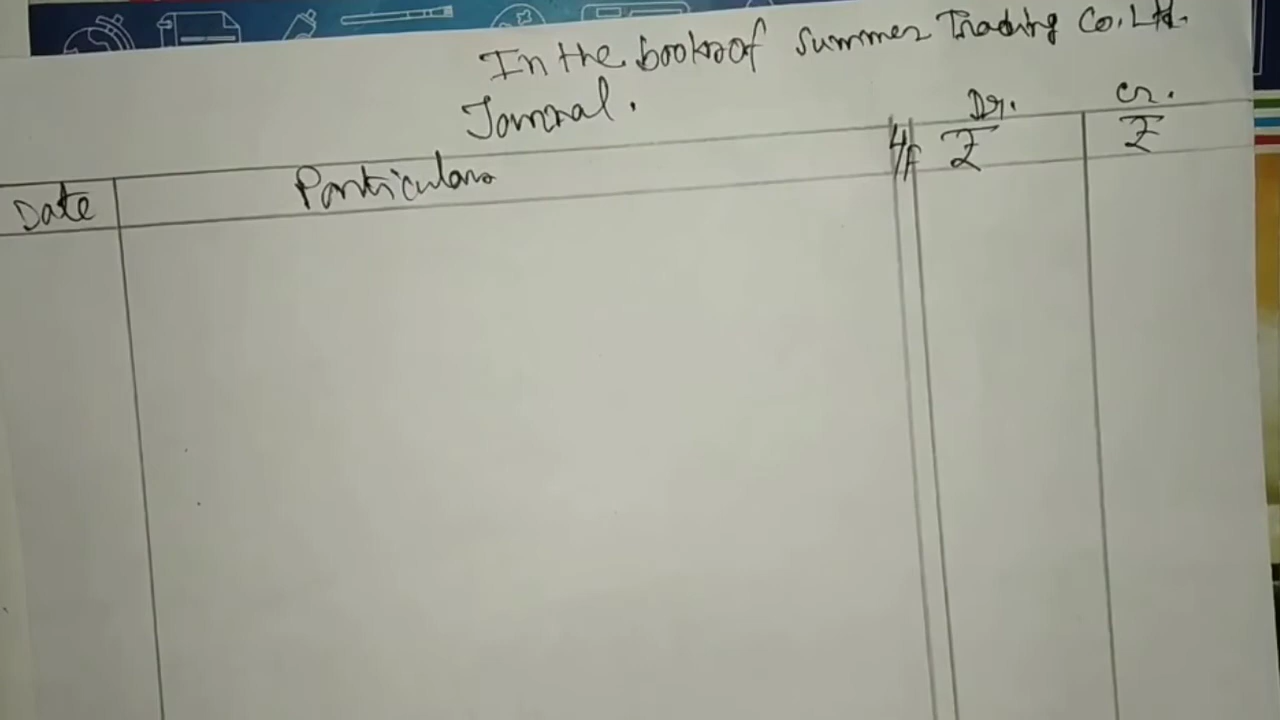 In the books of Summer Trading Co. Ltd.
Journal.
Dr. Cr.
Date Particulars L/F ₹ ₹